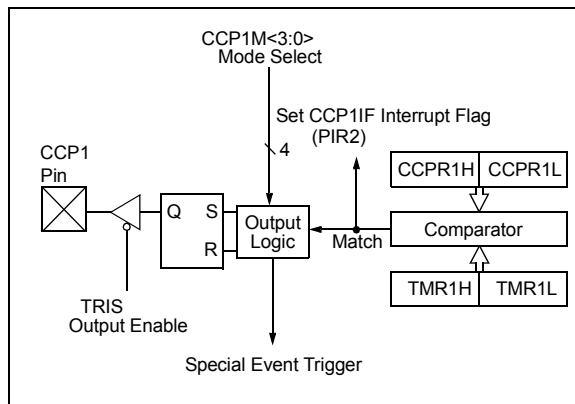 CCP1M<3:0>
Mode Select
Set CCP1IF Interrupt Flag
(PIR2)
4
CCP1
Pin
CCPR1H CCPR1L
Q S
R
Output
Logic
Match
Comparator
TRIS
Output Enable
TMR1H TMR1L
Special Event Trigger